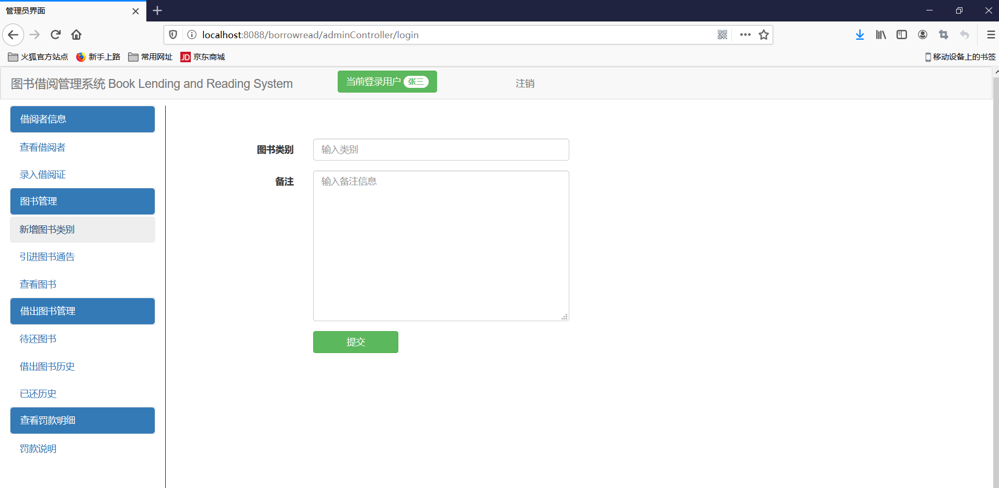 管理员界面
localhost:8088/borrowread/adminController/login
火狐官方站点 新手上路 常用网址 JD 京东商城 移动设备上的书签
图书借阅管理系统 Book Lending and Reading System 当前登录用户 张三 注销
借阅者信息
查看借阅者
录入借阅证
图书管理
新增图书类别
引进图书通告
查看图书
借出图书管理
待还图书
借出图书历史
已还历史
查看罚款明细
罚款说明
图书类别 输入类别
备注 输入备注信息
提交